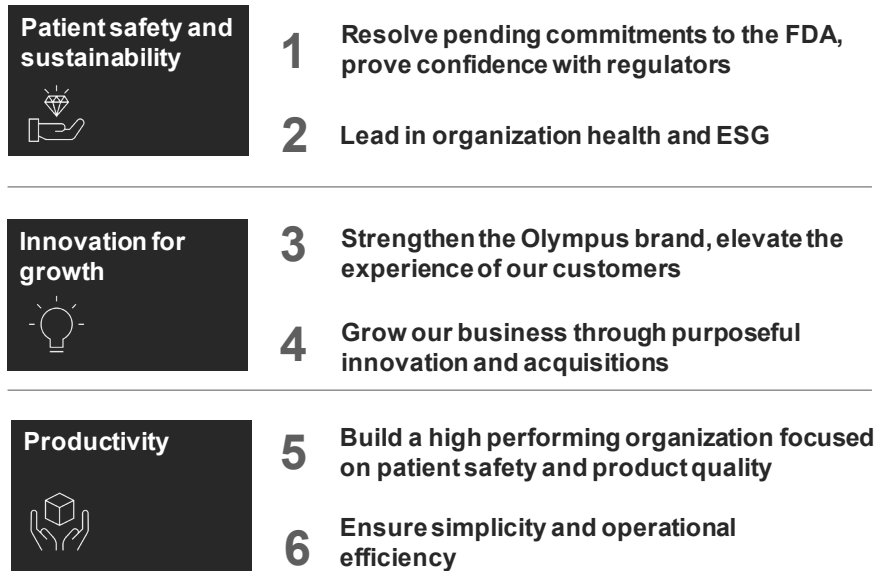 Patient safety and
sustainability
1
Resolve pending commitments to the FDA,
prove confidence with regulators
2
Lead in organization health and ESG
Innovation for
growth
3
Strengthen the Olympus brand, elevate the
experience of our customers
4
Grow our business through purposeful
innovation and acquisitions
Productivity
5
Build a high performing organization focused
on patient safety and product quality
6
Ensure simplicity and operational
efficiency